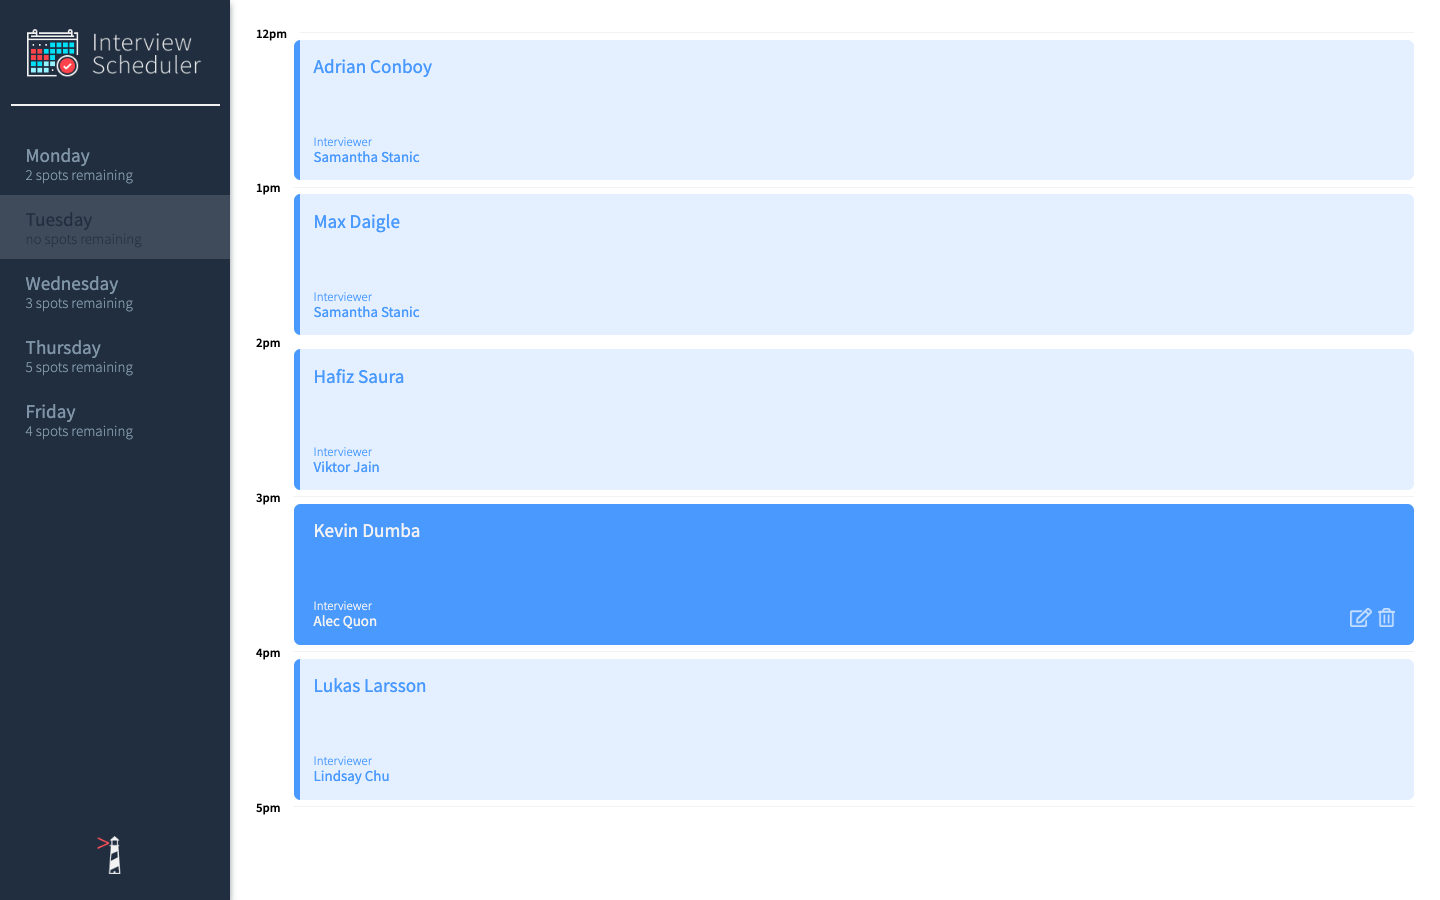 Interview
Scheduler
Monday
2 spots remaining
Tuesday
no spots remaining
Wednesday
3 spots remaining
Thursday
5 spots remaining
Friday
4 spots remaining
12pm
Adrian Conboy
Interviewer
Samantha Stanic
1pm
Max Daigle
Interviewer
Samantha Stanic
2pm
Hafiz Saura
Interviewer
Viktor Jain
3pm
Kevin Dumba
Interviewer
Alec Quon
4pm
Lukas Larsson
Interviewer
Lindsay Chu
5pm